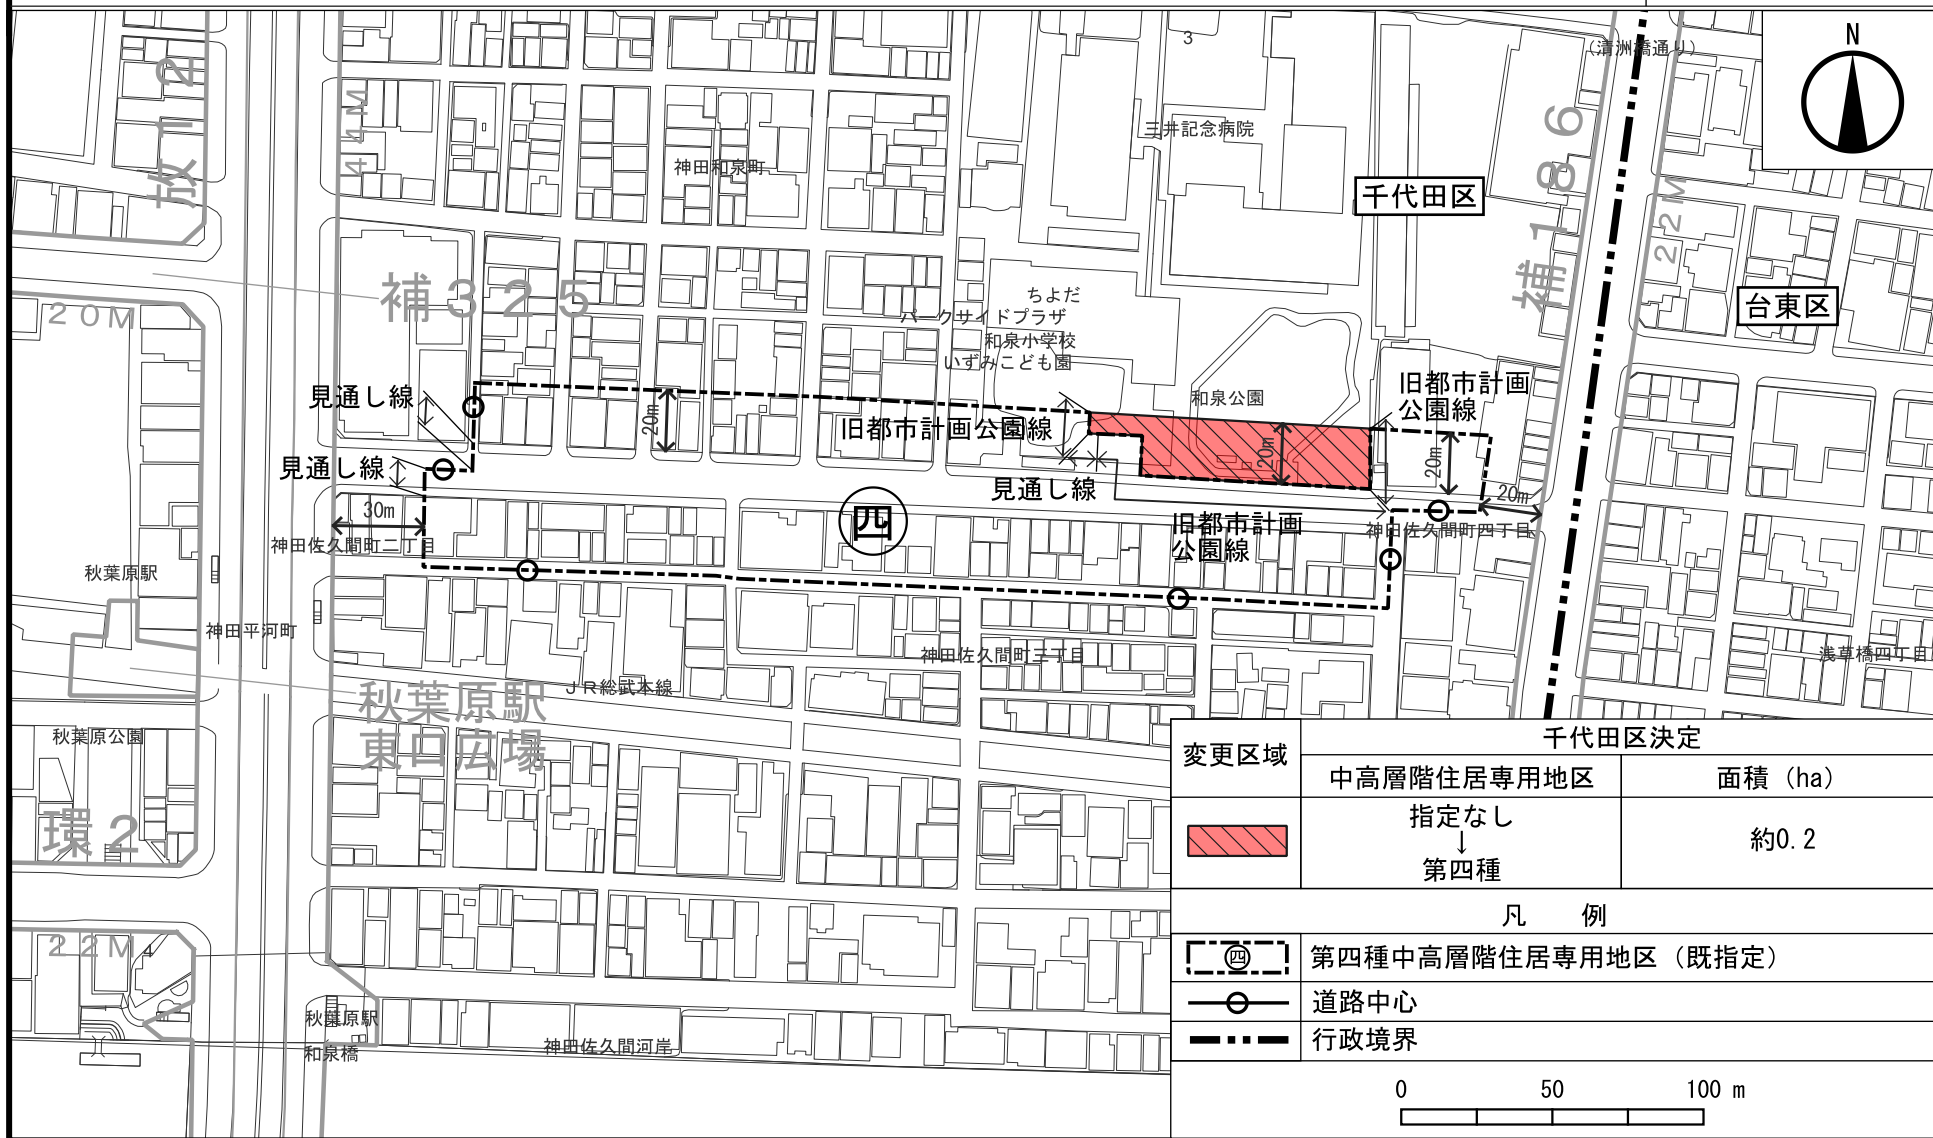 (清洲橋通り)
N
3
放12
44M
三井記念病院
神田和泉町
千代田区
補186
22M
台東区
補325
20M
ちよだ
パークサイドプラザ
和泉小学校
いずみこども園
和泉公園
見通し線
旧都市計画公園線
20m
20m
旧都市計画
公園線
20m
見通し線
見通し線
20m
30m
四
旧都市計画
公園線
神田佐久間町四丁目
神田佐久間町二丁目
秋葉原駅
神田平河町
神田佐久間町三丁目
浅草橋四丁目
JR総武本線
秋葉原駅
東口広場
秋葉原公園
環2
22M
4
秋葉原駅
和泉橋
神田佐久間河岸
変更区域
千代田区決定
中高層階住居専用地区
面積（ha）
指定なし
↓
第四種
約0.2
凡 例
四
第四種中高層階住居専用地区（既指定）
道路中心
行政境界
0 50 100 m